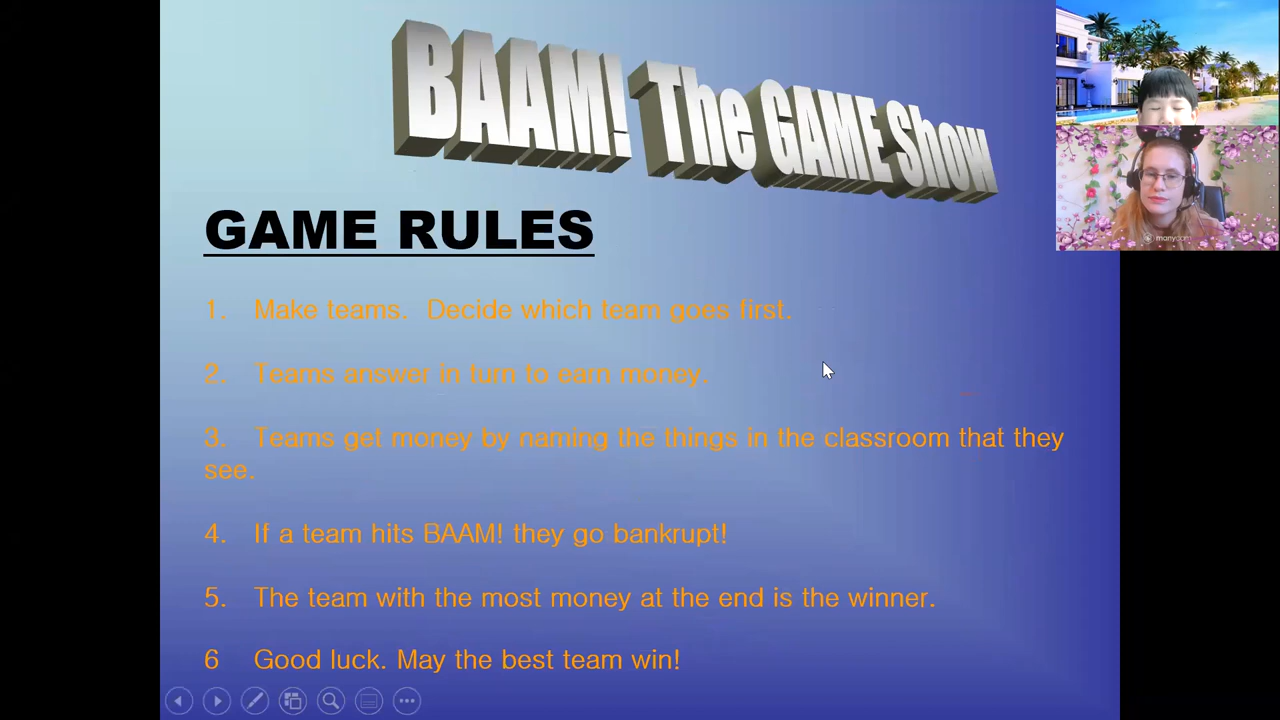 BAAM! The GAME Show
GAME RULES
1. Make teams. Decide which team goes first.
2. Teams answer in turn to earn money.
3. Teams get money by naming the things in the classroom that they
see.
4. If a team hits BAAM! they go bankrupt!
5. The team with the most money at the end is the winner.
6 Good luck. May the best team win!